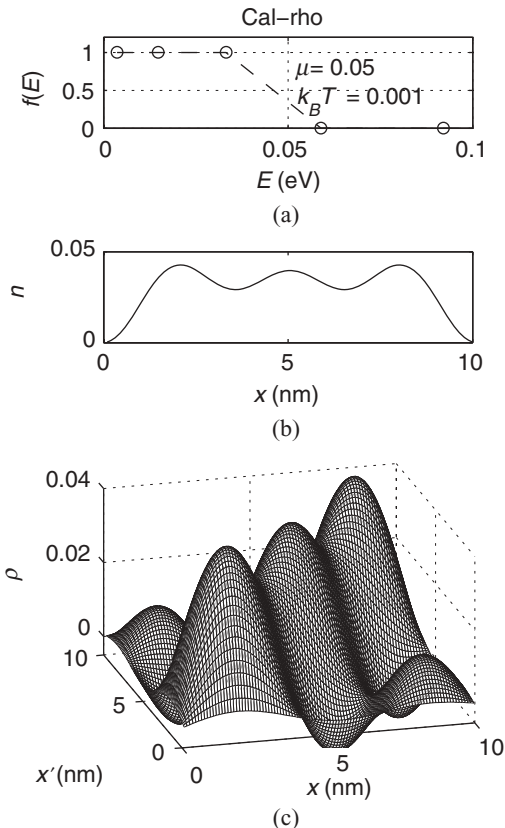 Cal–rho
1
0.5
0
f(E)
μ = 0.05
k_BT = 0.001
0 0.05 0.1
E (eV)
(a)
0.05
0
n
0 5 10
x (nm)
(b)
0.04
0.02
0
ρ
10
5
0
x′(nm)
0 5 10
x (nm)
(c)